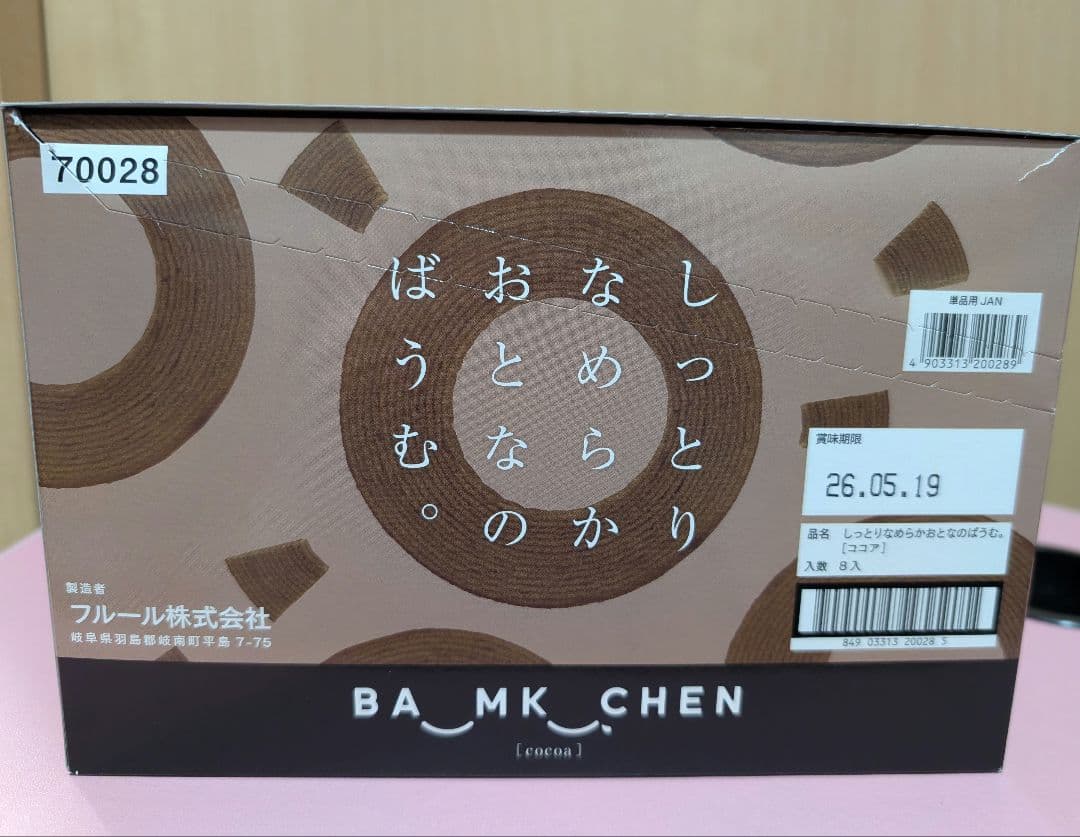 70028
しっとり
なめらか
おとなの
ばうむ。
単品用 JAN
4 903313 200289
賞味期限
26.05.19
品名 しっとりなめらかおとなのばうむ。
[ココア]
入数 8入
849 03313 20028 5
製造者
フルール株式会社
岐阜県羽島郡岐南町平島 7-75
BA_MK_CHEN
[cocoa]